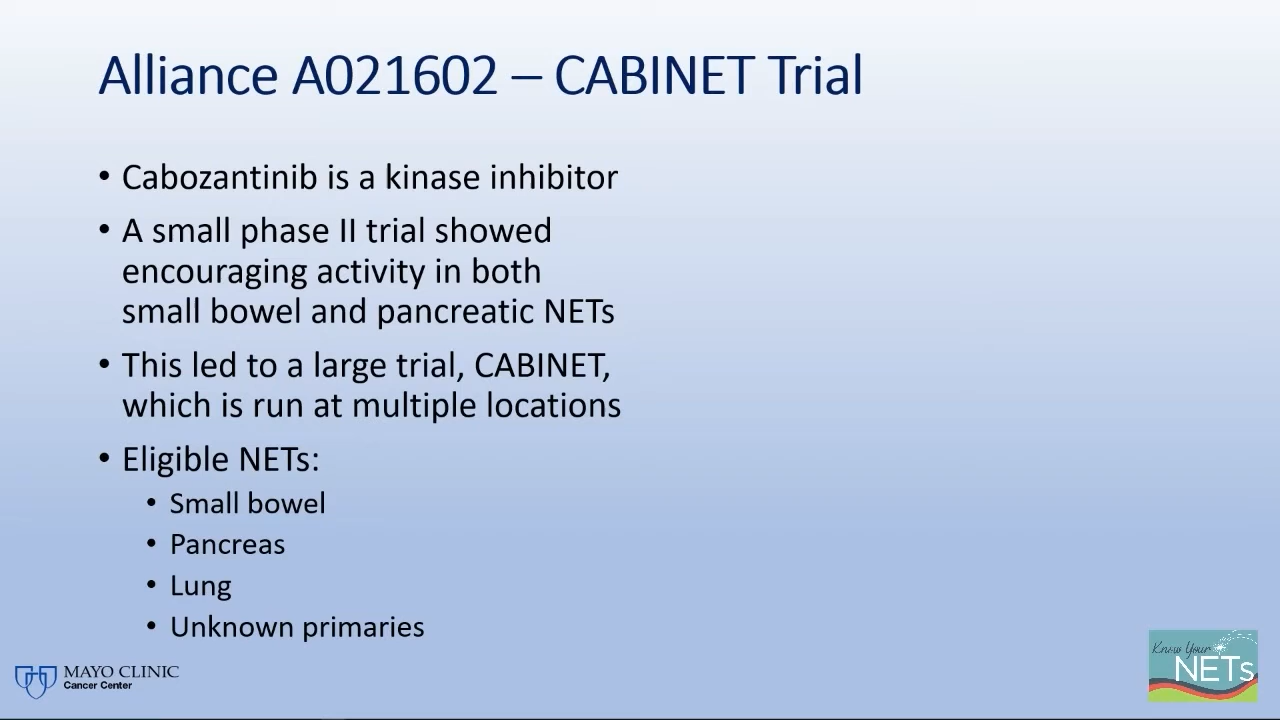 Alliance A021602 – CABINET Trial
• Cabozantinib is a kinase inhibitor
• A small phase II trial showed
encouraging activity in both
small bowel and pancreatic NETs
• This led to a large trial, CABINET,
which is run at multiple locations
• Eligible NETs:
• Small bowel
• Pancreas
• Lung
• Unknown primaries
MAYO CLINIC
Cancer Center
Know Your
NETs